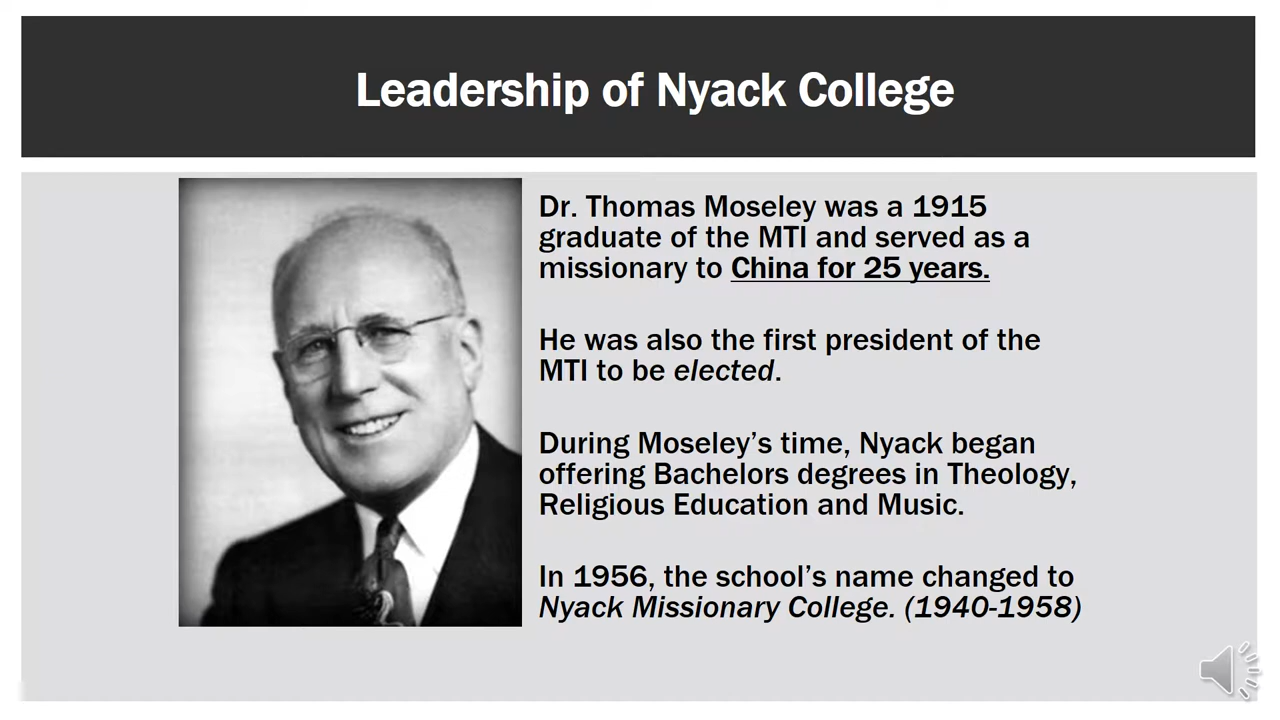 Leadership of Nyack College
Dr. Thomas Moseley was a 1915
graduate of the MTI and served as a
missionary to China for 25 years.
He was also the first president of the
MTI to be elected.
During Moseley’s time, Nyack began
offering Bachelors degrees in Theology,
Religious Education and Music.
In 1956, the school’s name changed to
Nyack Missionary College. (1940-1958)